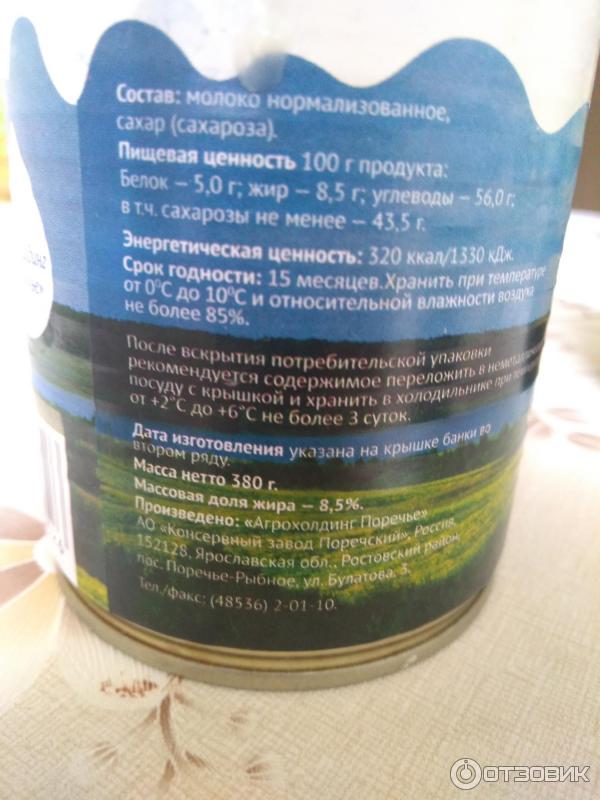 Состав: молоко нормализованное,
сахар (сахароза).
Пищевая ценность 100 г продукта:
Белок – 5,0 г; жир – 8,5 г; углеводы – 56,0 г;
в т.ч. сахарозы не менее – 43,5 г.
Энергетическая ценность: 320 ккал/1330 кДж.
Срок годности: 15 месяцев.Хранить при температуре
от 0°С до 10°С и относительной влажности воздуха
не более 85%.
После вскрытия потребительской упаковки
рекомендуется содержимое переложить в
посуду с крышкой и хранить в холодильнике при
от +2°С до +6°С не более 3 суток.
Дата изготовления указана на крышке банки во
втором ряду.
Масса нетто 380 г.
Массовая доля жира – 8,5%.
Произведено: «Агрохолдинг Поречье»
АО «Консервный завод Поречский», Россия,
152128, Ярославская обл., Ростовский район,
пос. Поречье-Рыбное, ул. Булатова, 3.
Тел./факс: (48536) 2-01-10.
ОТЗОВИК